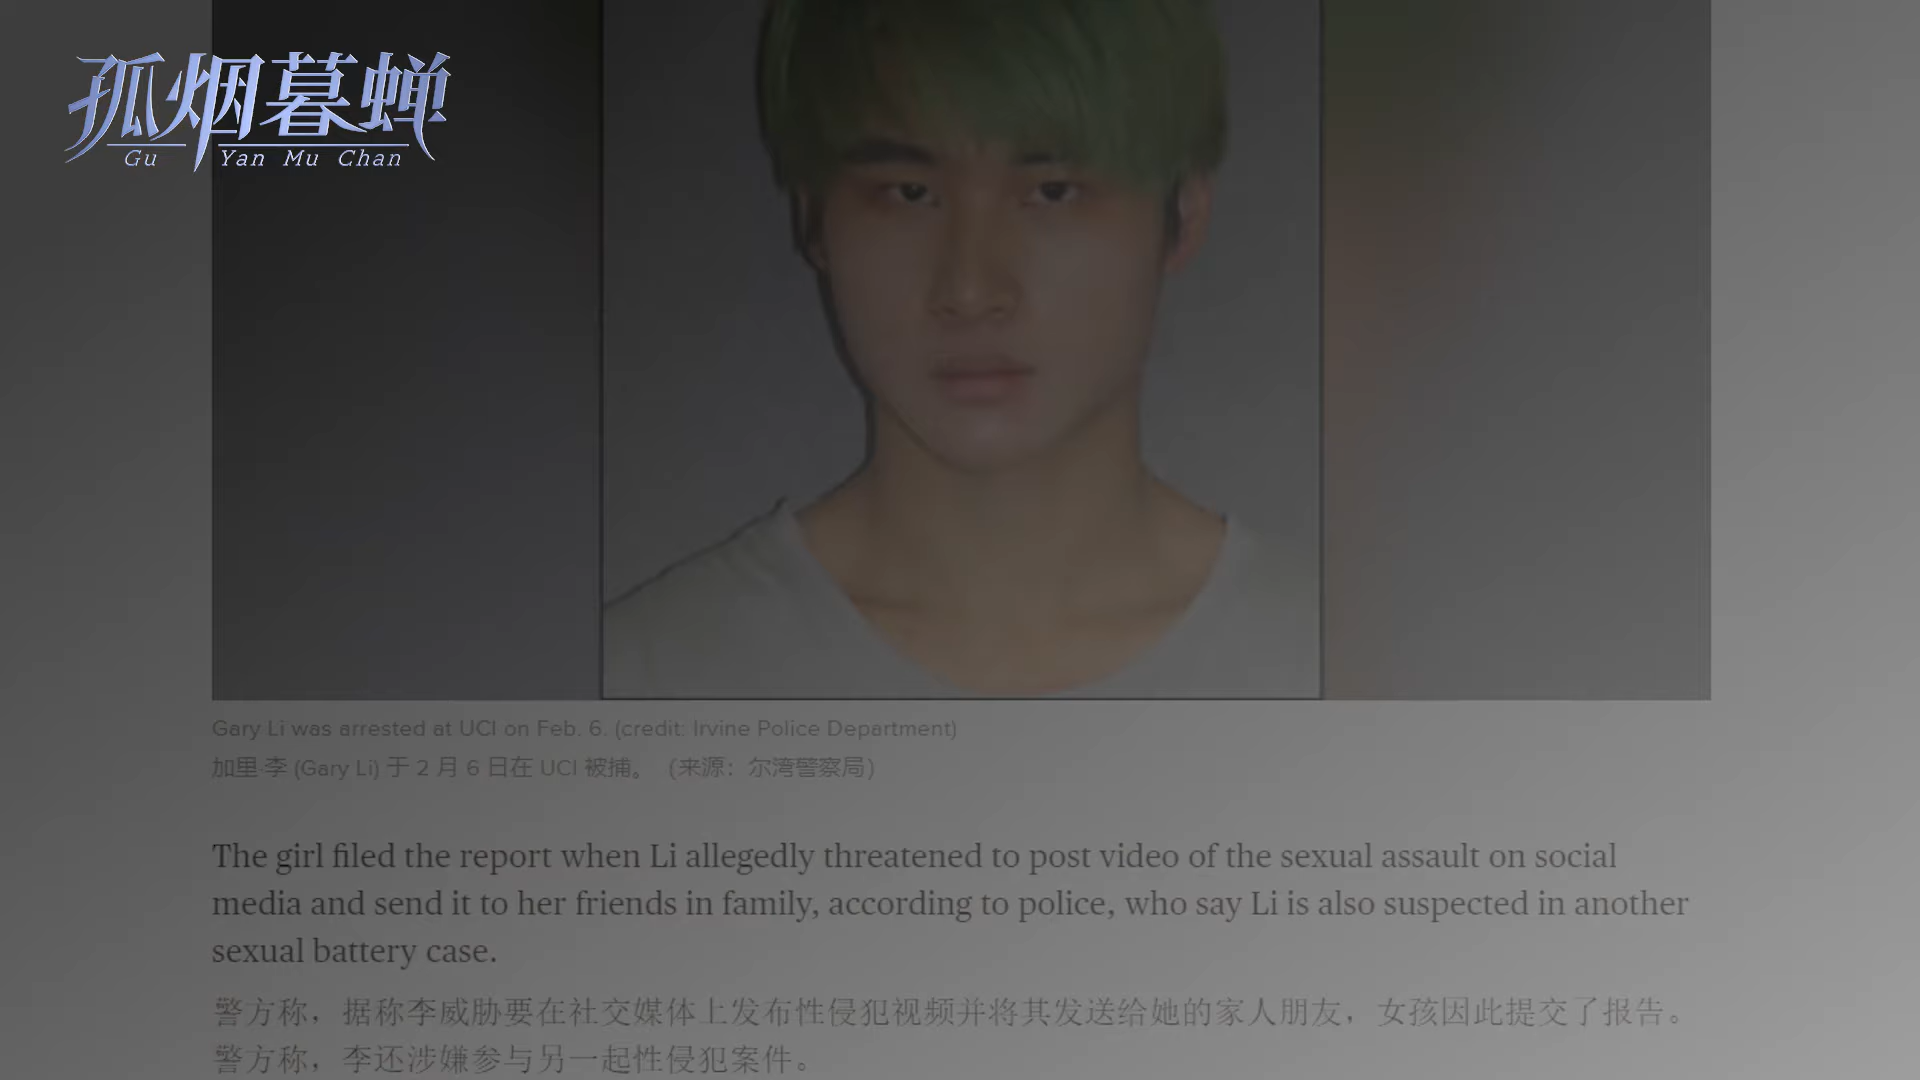 孤烟暮蝉
Gu Yan Mu Chan
Gary Li was arrested at UCI on Feb. 6. (credit: Irvine Police Department)
加里·李 (Gary Li) 于 2 月 6 日在 UCI 被捕。（来源：尔湾警察局）
The girl filed the report when Li allegedly threatened to post video of the sexual assault on social
media and send it to her friends in family, according to police, who say Li is also suspected in another
sexual battery case.
警方称，据称李威胁要在社交媒体上发布性侵犯视频并将其发送给她的家人朋友，女孩因此提交了报告。
警方称，李还涉嫌参与另一起性侵犯案件。